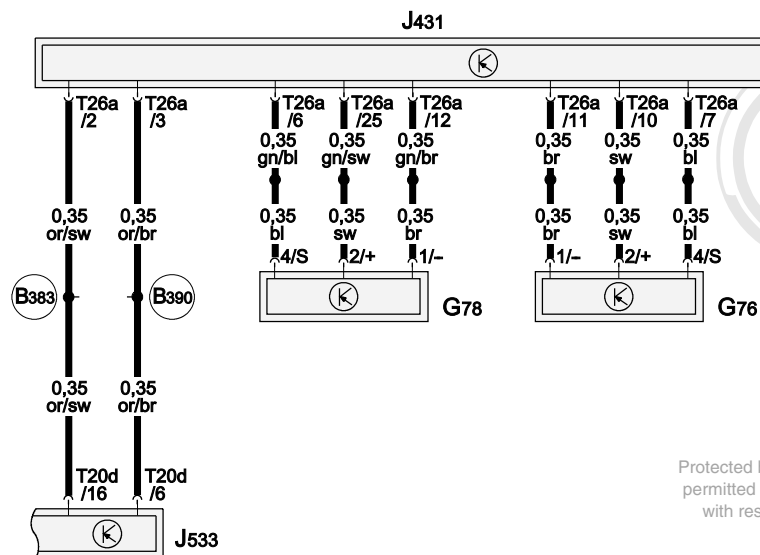 J431
T26a /2
T26a /3
T26a /6
T26a /25
T26a /12
T26a /11
T26a /10
T26a /7
0,35 gn/bl
0,35 gn/sw
0,35 gn/br
0,35 br
0,35 sw
0,35 bl
0,35 or/sw
0,35 or/br
0,35 bl
0,35 sw
0,35 br
0,35 br
0,35 sw
0,35 bl
4/S
2/+
1/–
1/–
2/+
4/S
B383
B390
G78
G76
0,35 or/sw
0,35 or/br
T20d /16
T20d /6
J533
Protected
permitted
with res